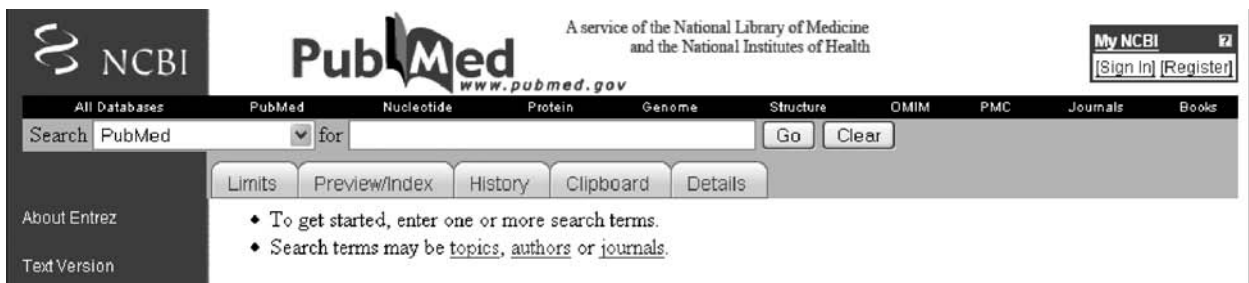 NCBI
PubMed
www.pubmed.gov
A service of the National Library of Medicine
and the National Institutes of Health
My NCBI ?
[Sign In] [Register]
All Databases PubMed Nucleotide Protein Genome Structure OMIM PMC Journals Books
Search PubMed for Go Clear
Limits Preview/Index History Clipboard Details
About Entrez
Text Version
• To get started, enter one or more search terms.
• Search terms may be topics, authors or journals.